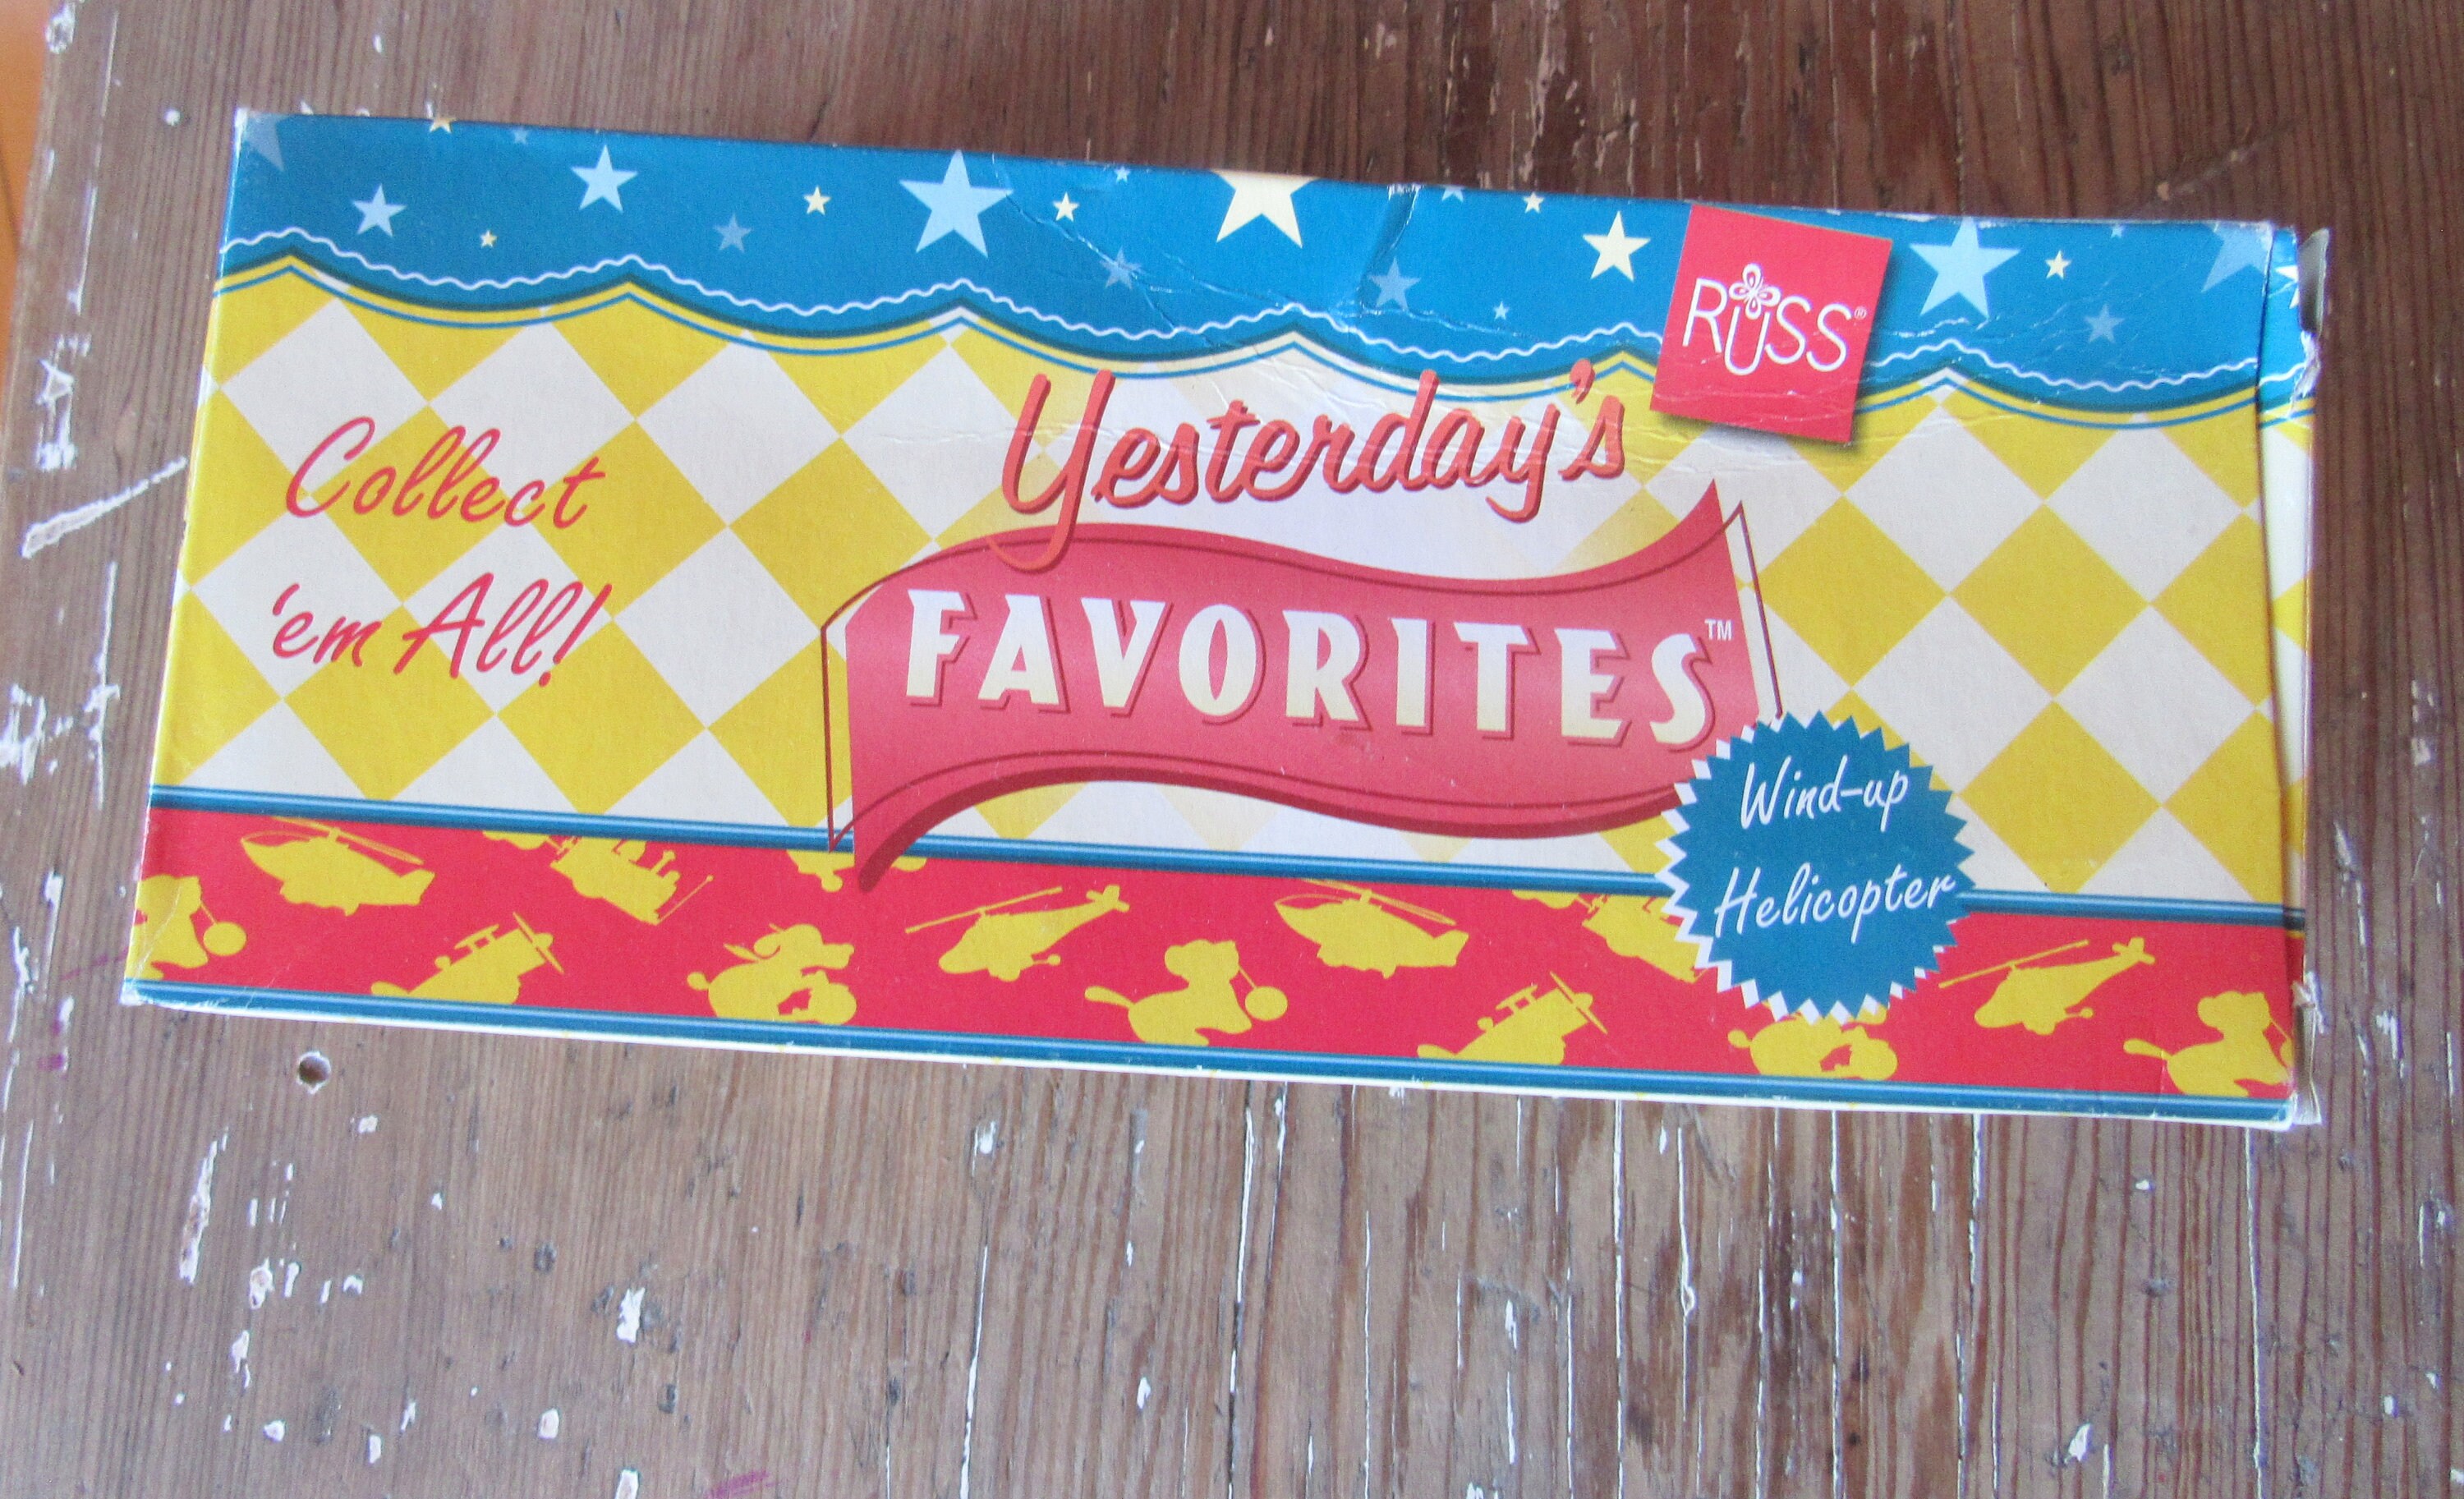 RUSS®
Yesterday's
FAVORITES™
Collect
'em All!
Wind-up
Helicopter